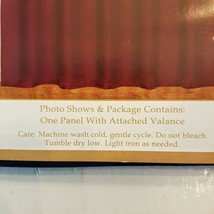 Photo Shows & Package Contains:
One Panel With Attached Valance
Care: Machine wash cold, gentle cycle. Do not bleach.
Tumble dry low. Light iron as needed.